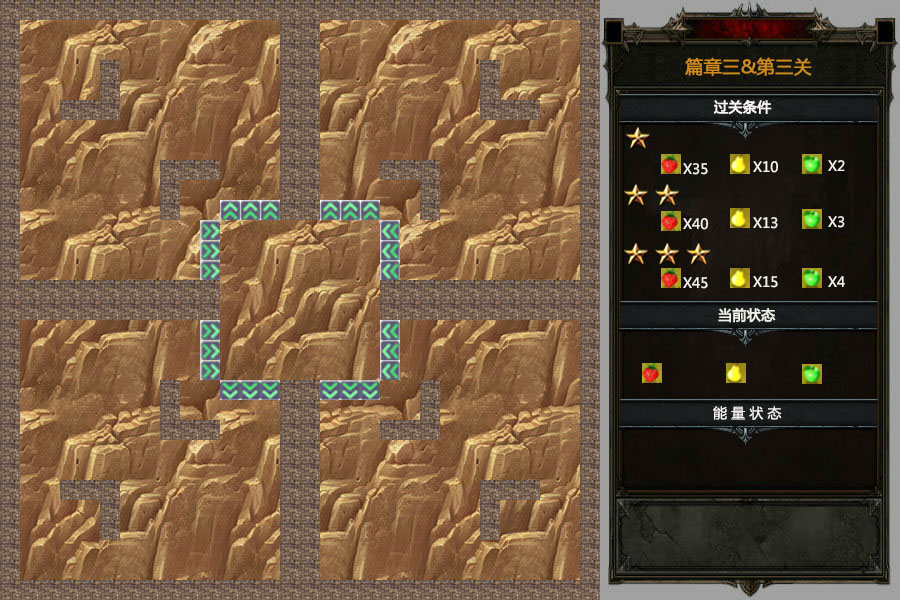 篇章三&第三关
过关条件
X35 X10 X2
X40 X13 X3
X45 X15 X4
当前状态
能量状态